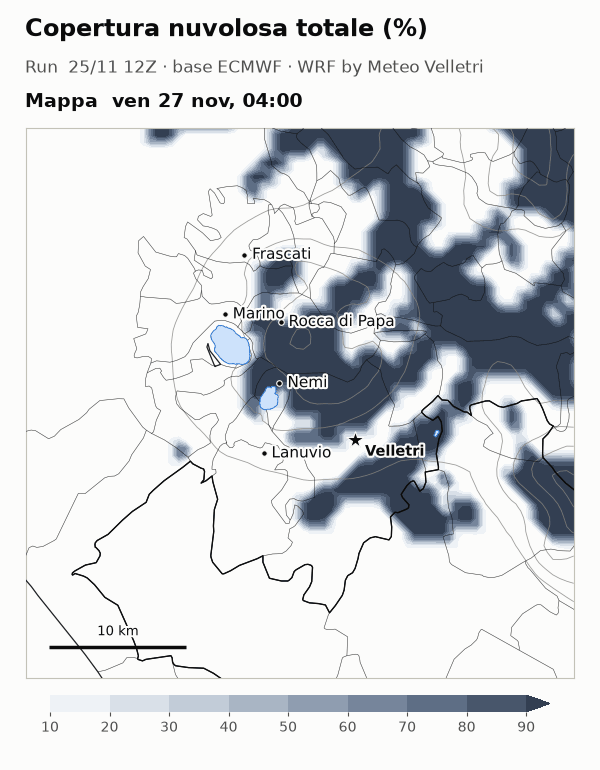 Copertura nuvolosa totale (%)
Run  25/11 12Z · base ECMWF · WRF by Meteo Velletri
Mappa  ven 27 nov, 04:00
Frascati
Marino
Rocca di Papa
Nemi
Velletri
Lanuvio
10 km
10 20 30 40 50 60 70 80 90